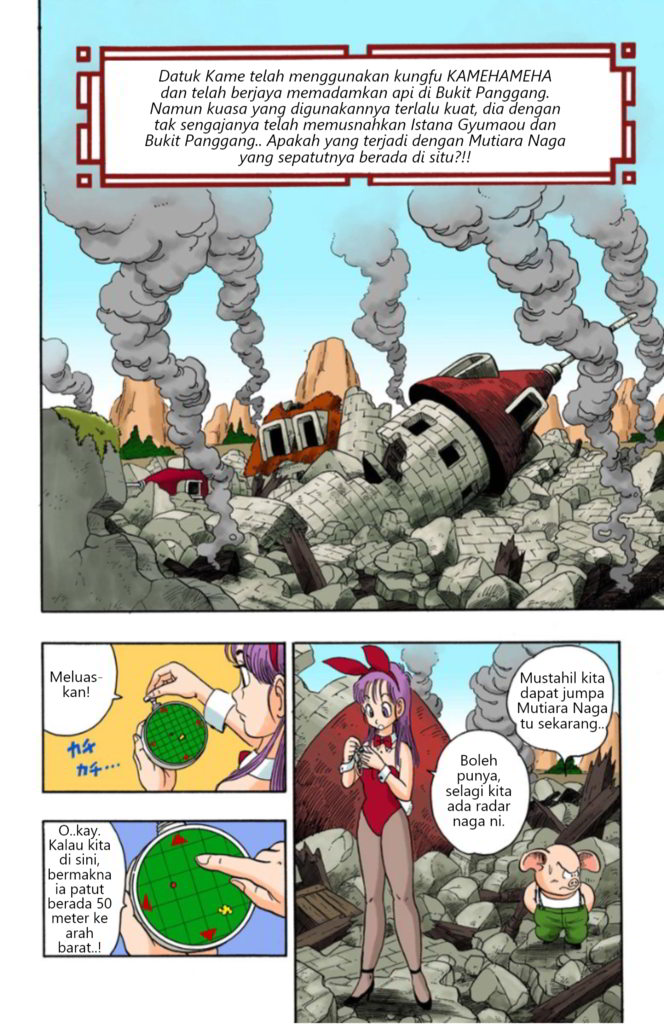 Datuk Kame telah menggunakan kungfu KAMEHAMEHA
dan telah berjaya memadamkan api di Bukit Panggang.
Namun kuasa yang digunakannya terlalu kuat, dia dengan
tak sengajanya telah memusnahkan Istana Gyumaou dan
Bukit Panggang.. Apakah yang terjadi dengan Mutiara Naga
yang sepatutnya berada di situ?!!
Meluas-
kan!
カチ
カチ...
Mustahil kita
dapat jumpa
Mutiara Naga
tu sekarang..
Boleh
punya,
selagi kita
ada radar
naga ni.
O..kay.
Kalau kita
di sini,
bermakna
ia patut
berada 50
meter ke
arah
barat..!